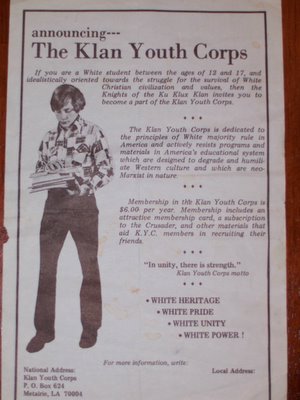 announcing---
The Klan Youth Corps
If you are a White student between the ages of 12 and 17, and
idealistically oriented towards the struggle for the survival of White
Christian civilization and values, then the
Knights of the Ku Klux Klan invites you to
become a part of the Klan Youth Corps.
* * *
The Klan Youth Corps is dedicated to
the principles of White majority rule in
America and actively resists programs and
materials in America's educational system
which are designed to degrade and humili-
ate Western culture and which are neo-
Marxist in nature.
* * *
Membership in the Klan Youth Corps is
$6.00 per year. Membership includes an
attractive membership card, a subscription
to the Crusader, and other materials that
aid K.Y.C. members in recruiting their
friends.
* * *
"In unity, there is strength."
Klan Youth Corps motto
• WHITE HERITAGE
• WHITE PRIDE
• WHITE UNITY
• WHITE POWER !
For more information, write:
National Address:
Klan Youth Corps
P. O. Box 624
Metairie, LA 70004
Local Address: